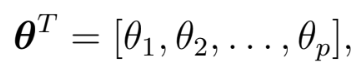 𝜽^T = [θ_1, θ_2, . . . , θ_p],